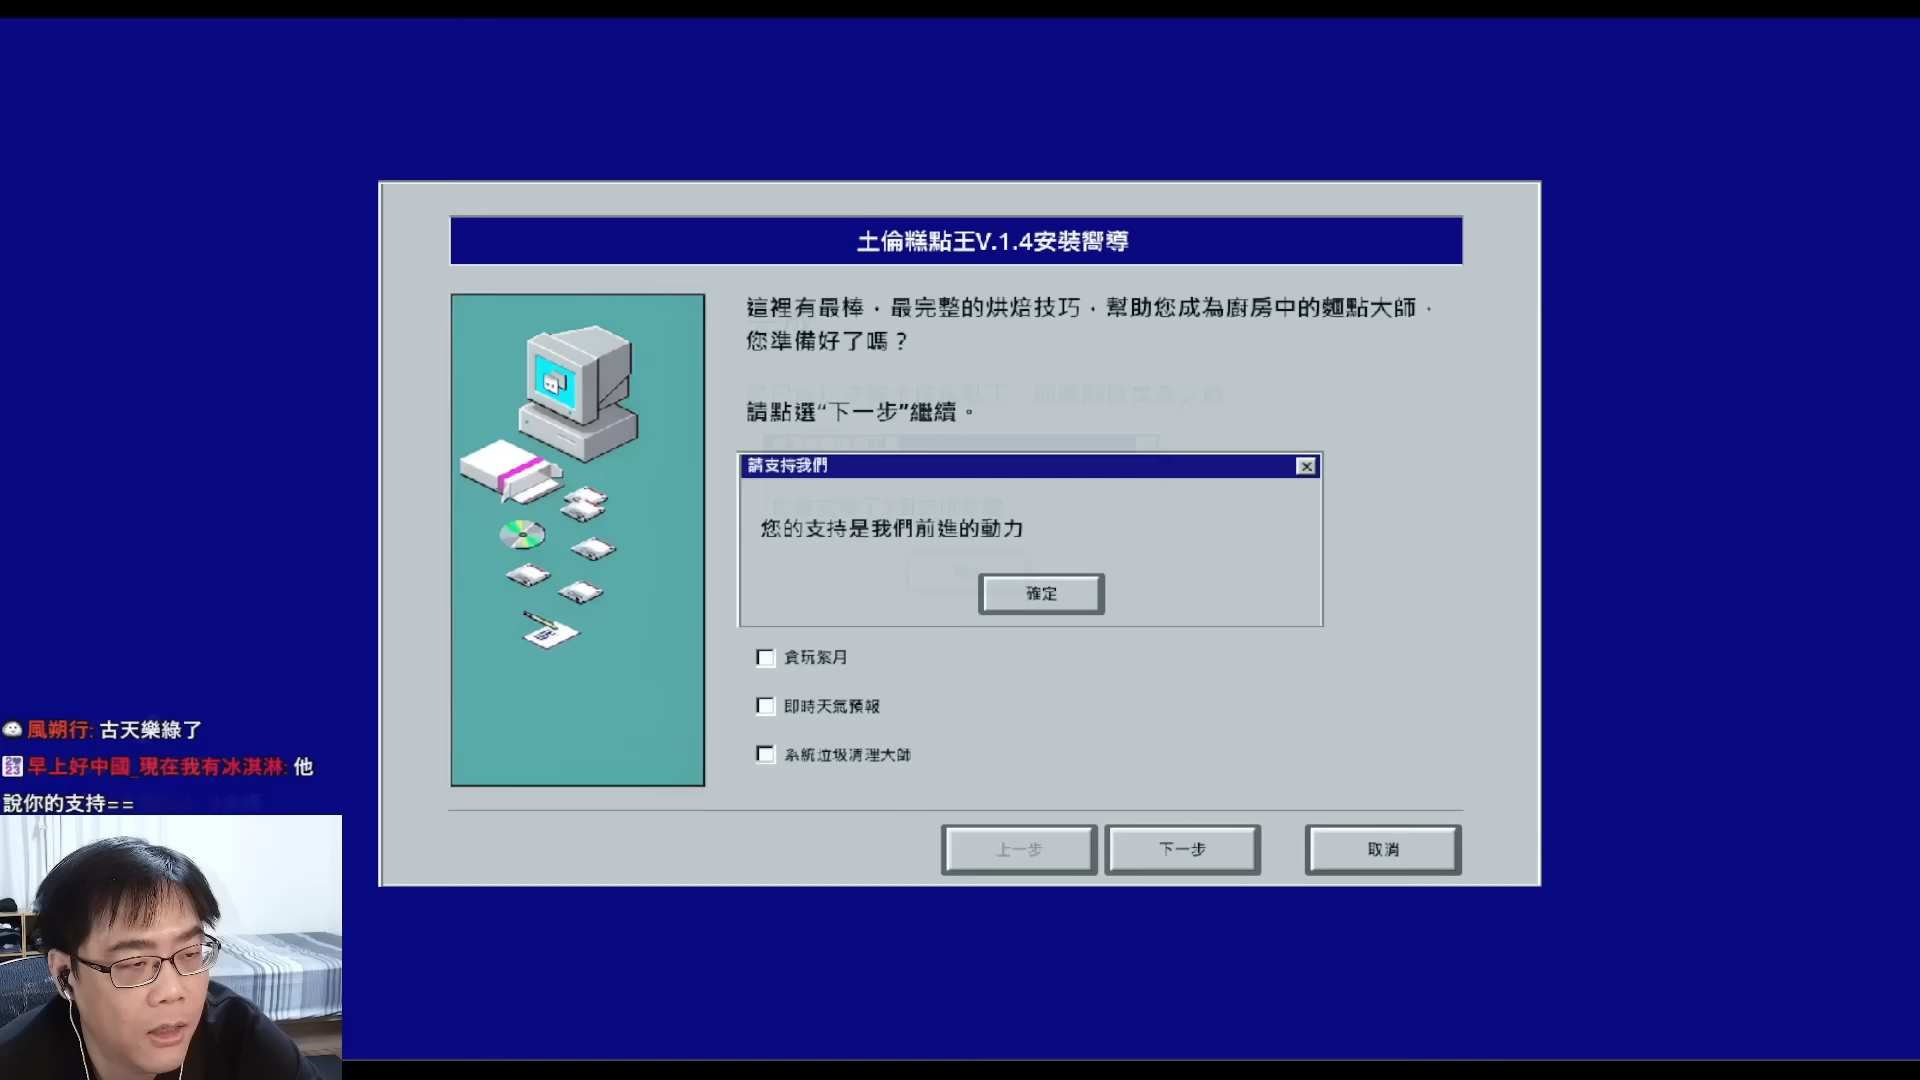 土倫糕點王V.1.4安裝嚮導
這裡有最棒，最完整的烘焙技巧，幫助您成為廚房中的麵點大師，
您準備好了嗎？
請點選“下一步”繼續。
請支持我們
您的支持是我們前進的動力
確定
貪玩紫月
即時天氣預報
系統垃圾清理大師
上一步
下一步
取消
風朔行: 古天樂綠了
早上好中國_現在我有冰淇淋: 他
說你的支持==